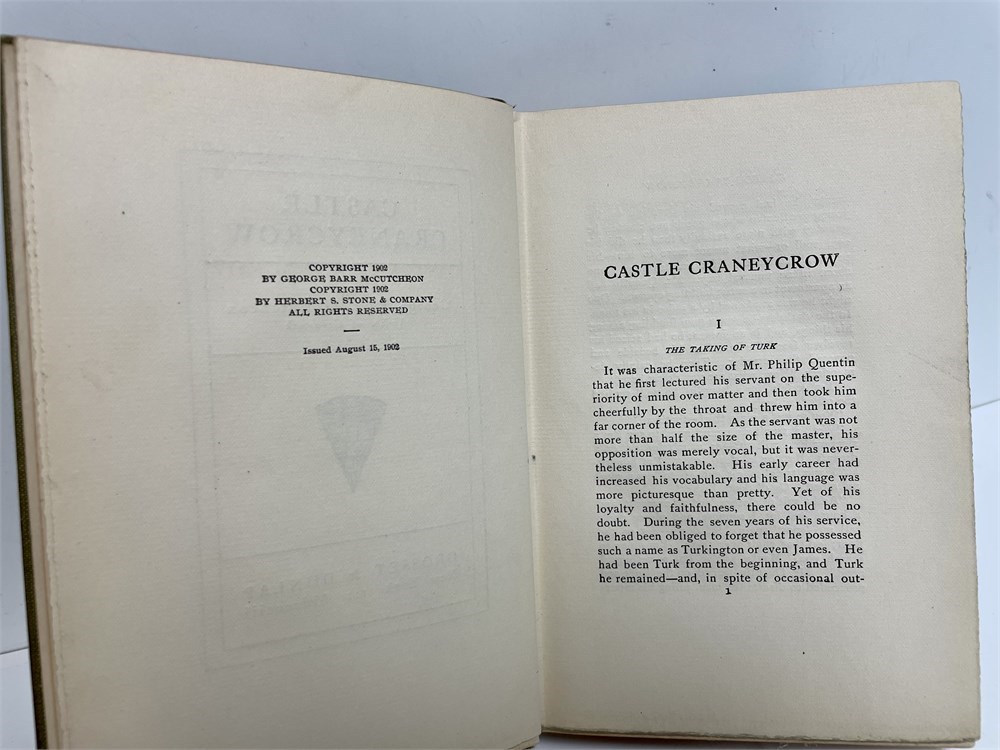 COPYRIGHT 1902
BY GEORGE BARR McCUTCHEON
COPYRIGHT 1902
BY HERBERT S. STONE & COMPANY
ALL RIGHTS RESERVED
Issued August 15, 1902
CASTLE CRANEYCROW
I
THE TAKING OF TURK
It was characteristic of Mr. Philip Quentin
that he first lectured his servant on the supe-
riority of mind over matter and then took him
cheerfully by the throat and threw him into a
far corner of the room. As the servant was not
more than half the size of the master, his
opposition was merely vocal, but it was never-
theless unmistakable. His early career had
increased his vocabulary and his language was
more picturesque than pretty. Yet of his
loyalty and faithfulness, there could be no
doubt. During the seven years of his service,
he had been obliged to forget that he possessed
such a name as Turkington or even James. He
had been Turk from the beginning, and Turk
he remained—and, in spite of occasional out-
1